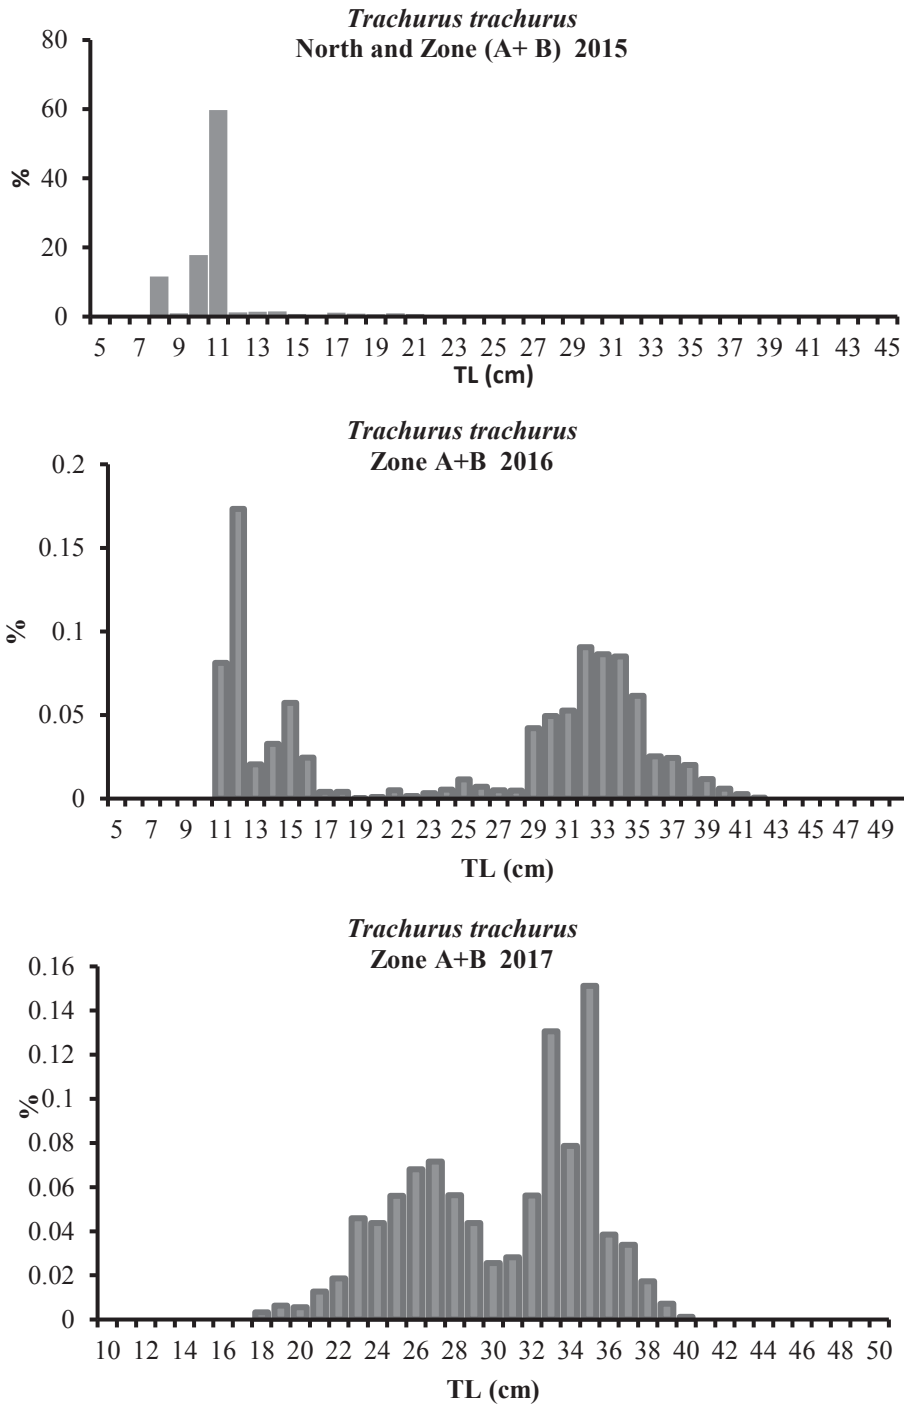 Trachurus trachurus
North and Zone (A+ B) 2015
80
60
40
20
0
%
5 7 9 11 13 15 17 19 21 23 25 27 29 31 33 35 37 39 41 43 45
TL (cm)
Trachurus trachurus
Zone A+B 2016
0.2
0.15
0.1
0.05
0
%
5 7 9 11 13 15 17 19 21 23 25 27 29 31 33 35 37 39 41 43 45 47 49
TL (cm)
Trachurus trachurus
Zone A+B 2017
0.16
0.14
0.12
0.1
0.08
0.06
0.04
0.02
0
%
10 12 14 16 18 20 22 24 26 28 30 32 34 36 38 40 42 44 46 48 50
TL (cm)